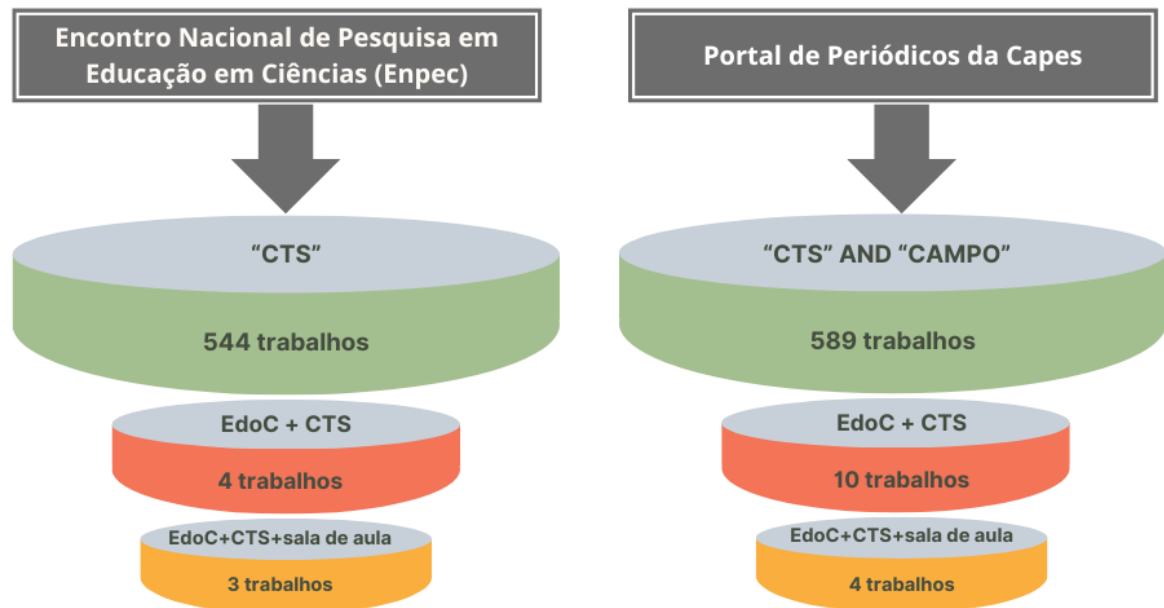 Encontro Nacional de Pesquisa em
Educação em Ciências (Enpec)
“CTS”
544 trabalhos
EdoC + CTS
4 trabalhos
EdoC+CTS+sala de aula
3 trabalhos
Portal de Periódicos da Capes
“CTS” AND “CAMPO”
589 trabalhos
EdoC + CTS
10 trabalhos
EdoC+CTS+sala de aula
4 trabalhos